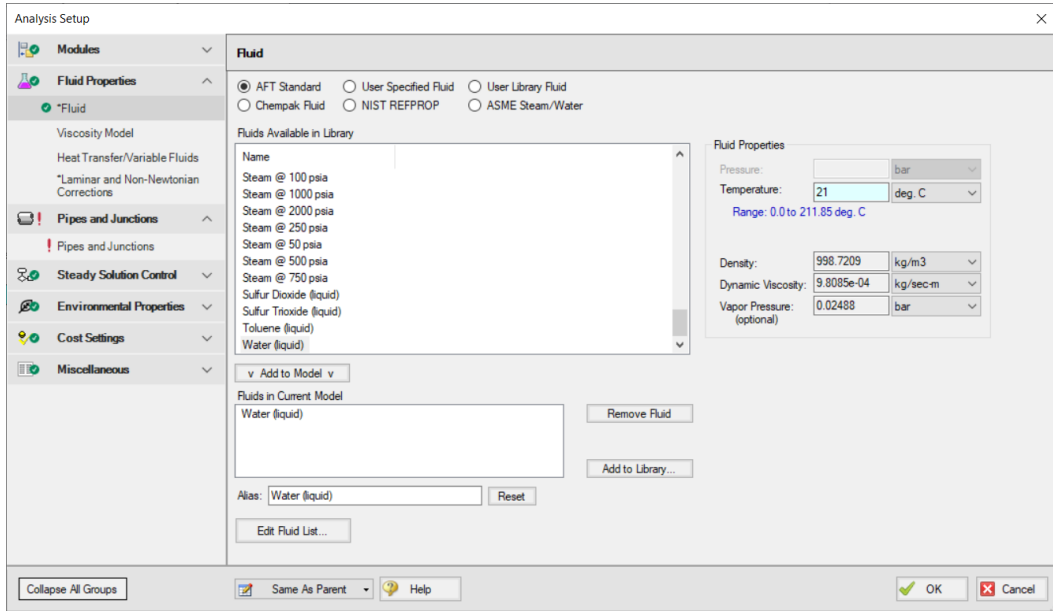 Analysis Setup
Modules
Fluid Properties
*Fluid
Viscosity Model
Heat Transfer/Variable Fluids
*Laminar and Non-Newtonian
Corrections
Pipes and Junctions
Pipes and Junctions
Steady Solution Control
Environmental Properties
Cost Settings
Miscellaneous
Collapse All Groups
Fluid
AFT Standard User Specified Fluid User Library Fluid
Chempak Fluid NIST REFPROP ASME Steam/Water
Fluids Available in Library
Name
Steam @ 100 psia
Steam @ 1000 psia
Steam @ 2000 psia
Steam @ 250 psia
Steam @ 50 psia
Steam @ 500 psia
Steam @ 750 psia
Sulfur Dioxide (liquid)
Sulfur Trioxide (liquid)
Toluene (liquid)
Water (liquid)
v Add to Model v
Fluids in Current Model
Water (liquid)
Remove Fluid
Add to Library...
Alias: Water (liquid) Reset
Edit Fluid List...
Fluid Properties
Pressure: bar
Temperature: 21 deg. C
Range: 0.0 to 211.85 deg. C
Density: 998.7209 kg/m3
Dynamic Viscosity: 9.8085e-04 kg/sec-m
Vapor Pressure: 0.02488 bar
(optional)
Same As Parent Help OK Cancel